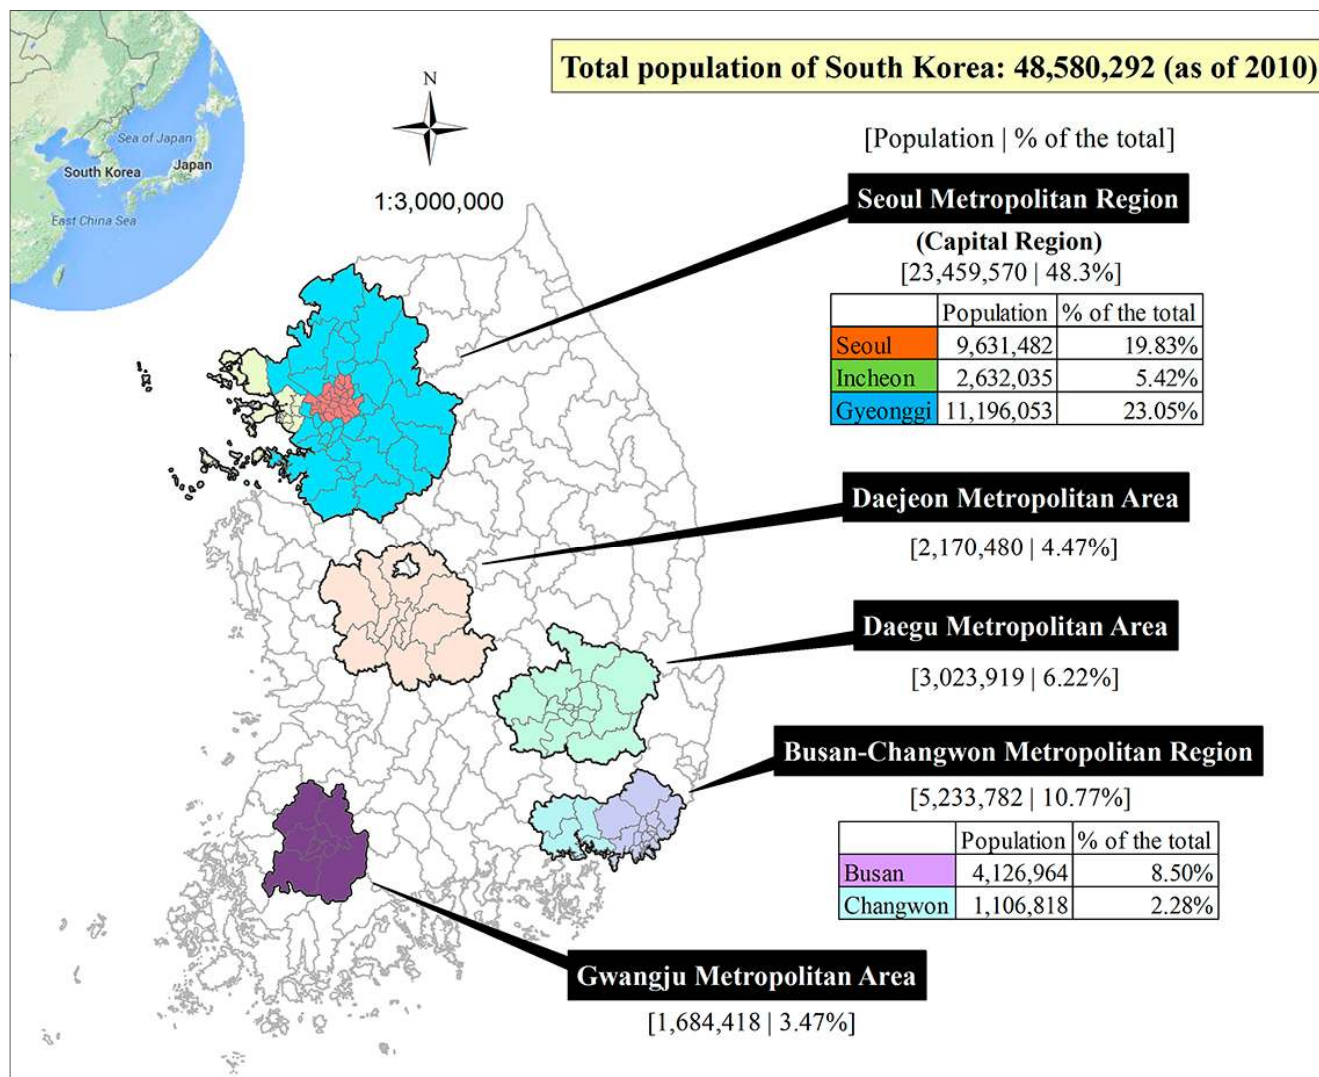 Total population of South Korea: 48,580,292 (as of 2010)
Sea of Japan
South Korea
Japan
East China Sea
N
1:3,000,000
[Population | % of the total]
Seoul Metropolitan Region
(Capital Region)
[23,459,570 | 48.3%]
Population % of the total
Seoul 9,631,482 19.83%
Incheon 2,632,035 5.42%
Gyeonggi 11,196,053 23.05%
Daejeon Metropolitan Area
[2,170,480 | 4.47%]
Daegu Metropolitan Area
[3,023,919 | 6.22%]
Busan-Changwon Metropolitan Region
[5,233,782 | 10.77%]
Population % of the total
Busan 4,126,964 8.50%
Changwon 1,106,818 2.28%
Gwangju Metropolitan Area
[1,684,418 | 3.47%]